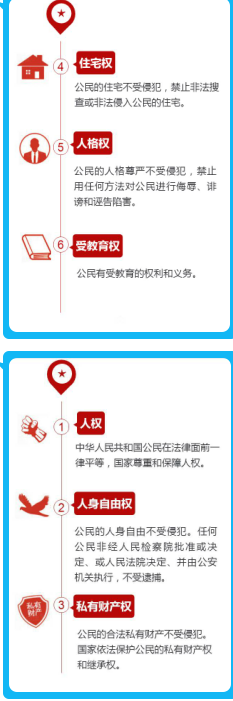 4
住宅权
公民的住宅不受侵犯，禁止非法搜
查或非法侵入公民的住宅。
5
人格权
公民的人格尊严不受侵犯，禁止
用任何方法对公民进行侮辱、诽
谤和诬告陷害。
6
受教育权
公民有受教育的权利和义务。
1
人权
中华人民共和国公民在法律面前一
律平等，国家尊重和保障人权。
2
人身自由权
公民的人身自由不受侵犯。任何
公民非经人民检察院批准或决
定、或人民法院决定、并由公安
机关执行，不受逮捕。
私有
财产
3
私有财产权
公民的合法私有财产不受侵犯。
国家依法保护公民的私有财产权
和继承权。